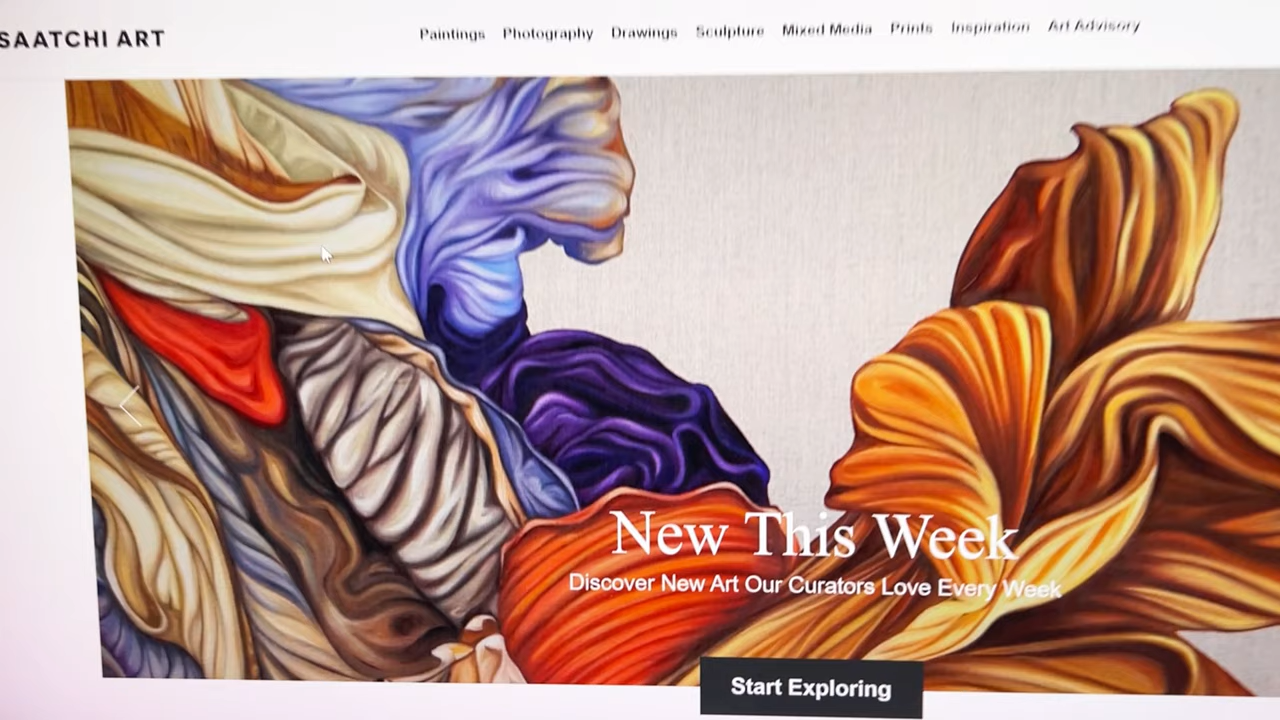 SAATCHI ART
Paintings Photography Drawings Sculpture Mixed Media Prints Inspiration Art Advisory
New This Week
Discover New Art Our Curators Love Every Week
Start Exploring